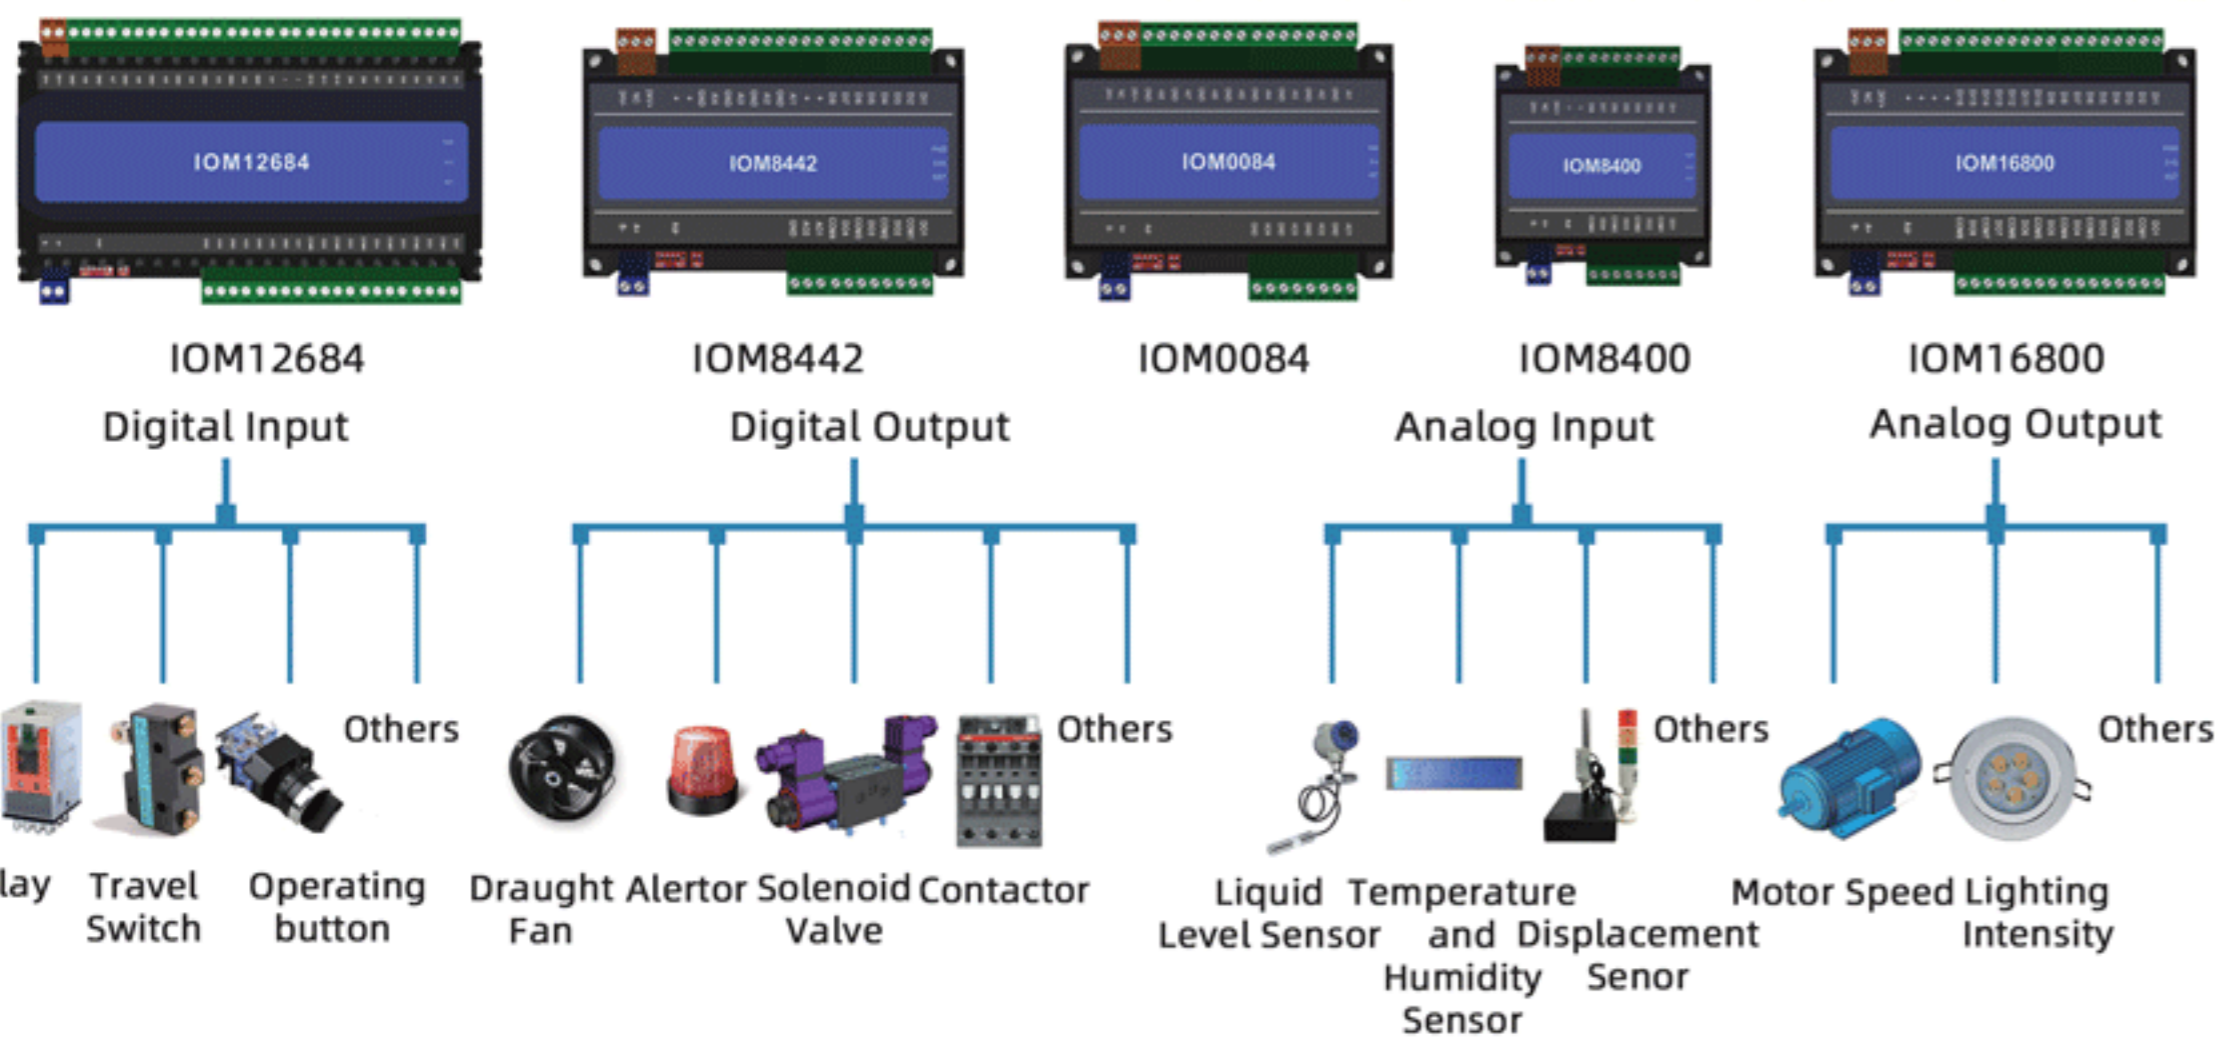 IOM12684
IOM8442
IOM0084
IOM8400
IOM16800
IOM12684 IOM8442 IOM0084 IOM8400 IOM16800
Digital Input Digital Output Analog Input Analog Output
Others
Others
Others
Others
lay
Travel
Switch
Operating
button
Draught
Fan
Alertor
Solenoid
Valve
Contactor
Liquid
Level Sensor
Temperature
and
Humidity
Sensor
Displacement
Senor
Motor Speed
Lighting
Intensity